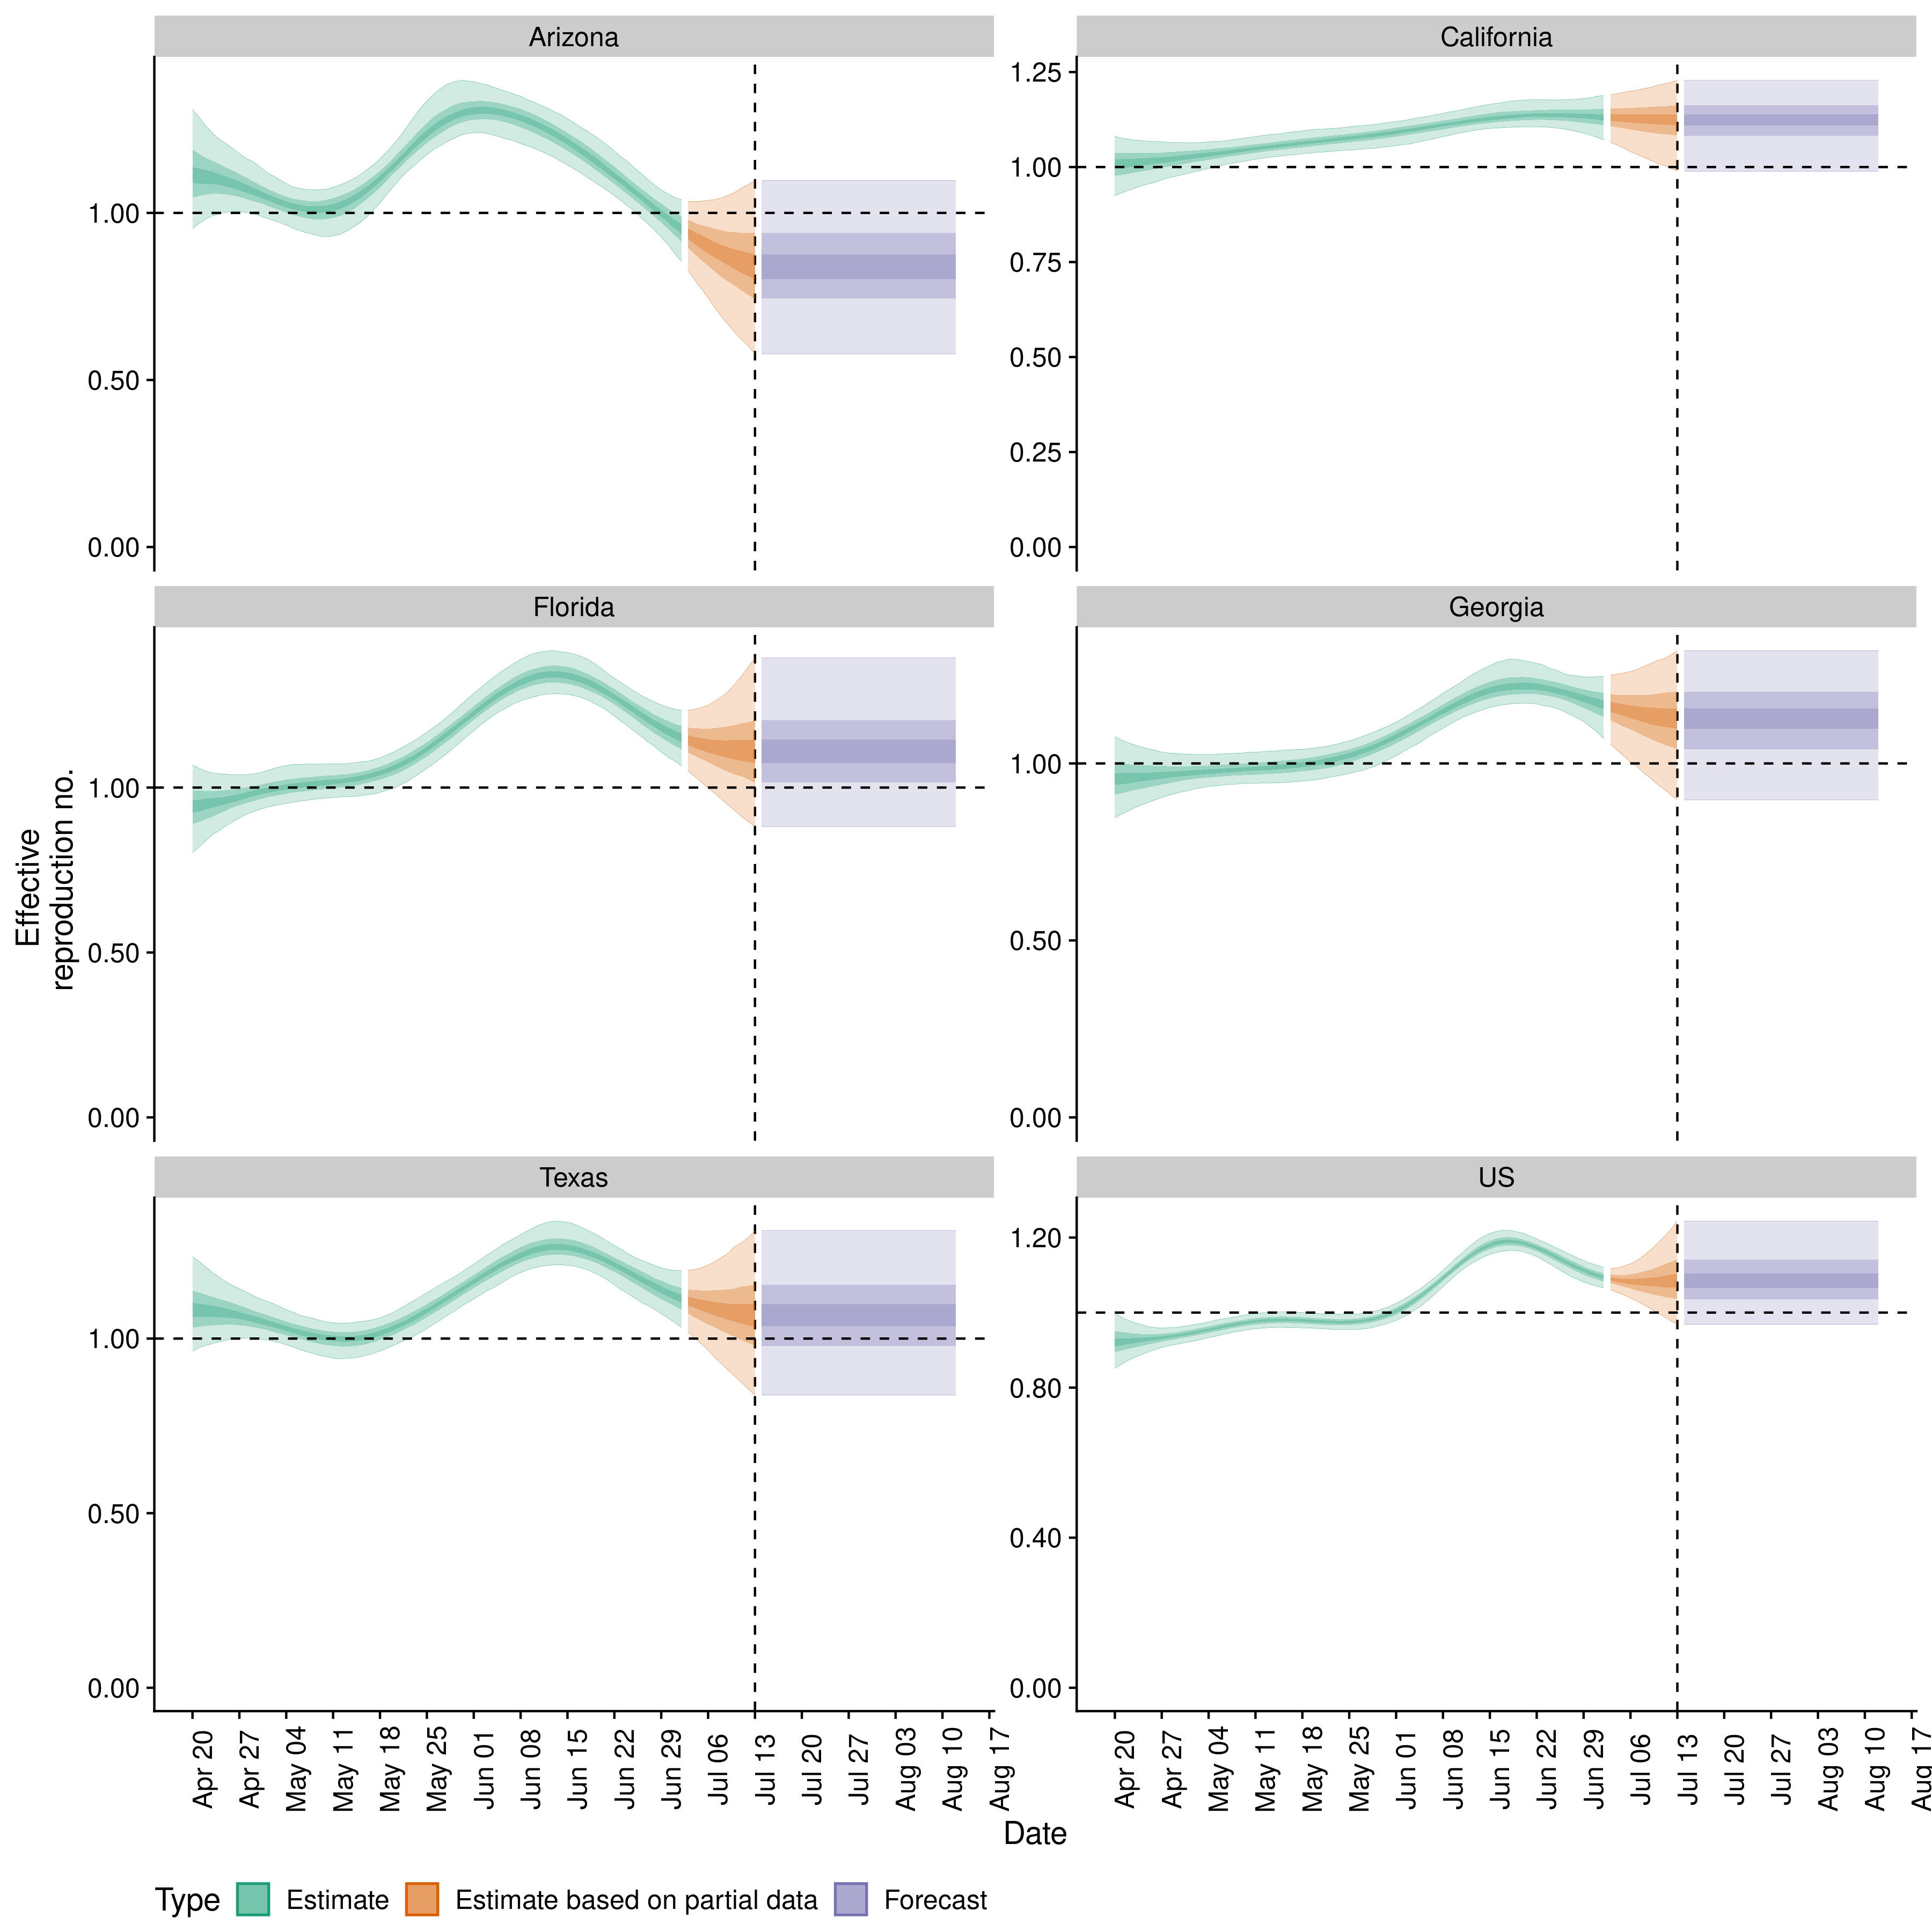 Arizona
California
1.00
0.50
0.00
1.25
1.00
0.75
0.50
0.25
0.00
Florida
Georgia
Effective
reproduction no.
1.00
0.50
0.00
1.00
0.50
0.00
Texas
US
1.00
0.50
0.00
1.20
0.80
0.40
0.00
Apr 20
Apr 27
May 04
May 11
May 18
May 25
Jun 01
Jun 08
Jun 15
Jun 22
Jun 29
Jul 06
Jul 13
Jul 20
Jul 27
Aug 03
Aug 10
Aug 17
Apr 20
Apr 27
May 04
May 11
May 18
May 25
Jun 01
Jun 08
Jun 15
Jun 22
Jun 29
Jul 06
Jul 13
Jul 20
Jul 27
Aug 03
Aug 10
Aug 17
Date
Type Estimate Estimate based on partial data Forecast